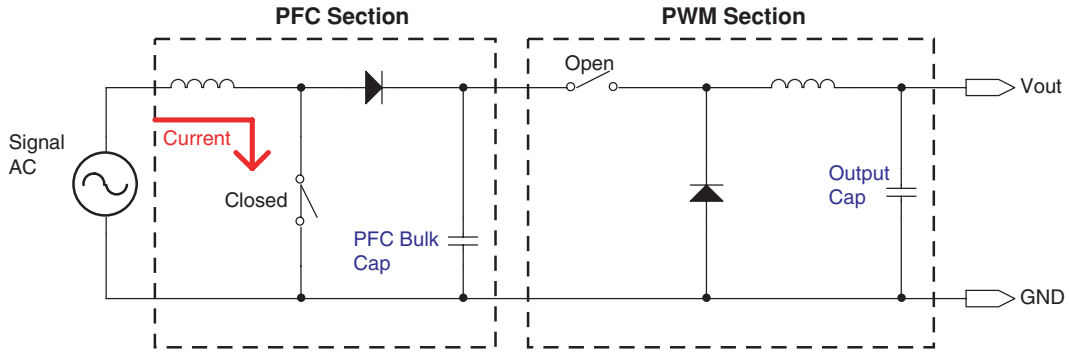 PFC Section
PWM Section
Open
Vout
Signal
AC
Current
Closed
Output
Cap
PFC Bulk
Cap
GND